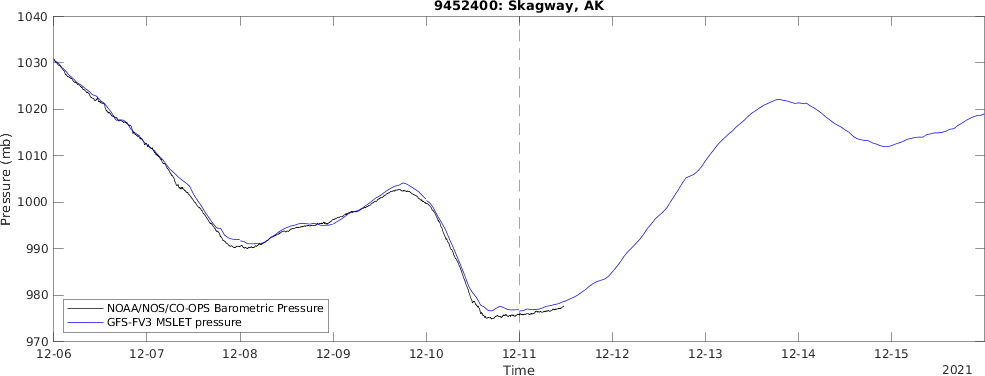 9452400: Skagway, AK
Pressure (mb)
1040
1030
1020
1010
1000
990
980
970
NOAA/NOS/CO-OPS Barometric Pressure
GFS-FV3 MSLET pressure
12-06 12-07 12-08 12-09 12-10 12-11 12-12 12-13 12-14 12-15
Time
2021